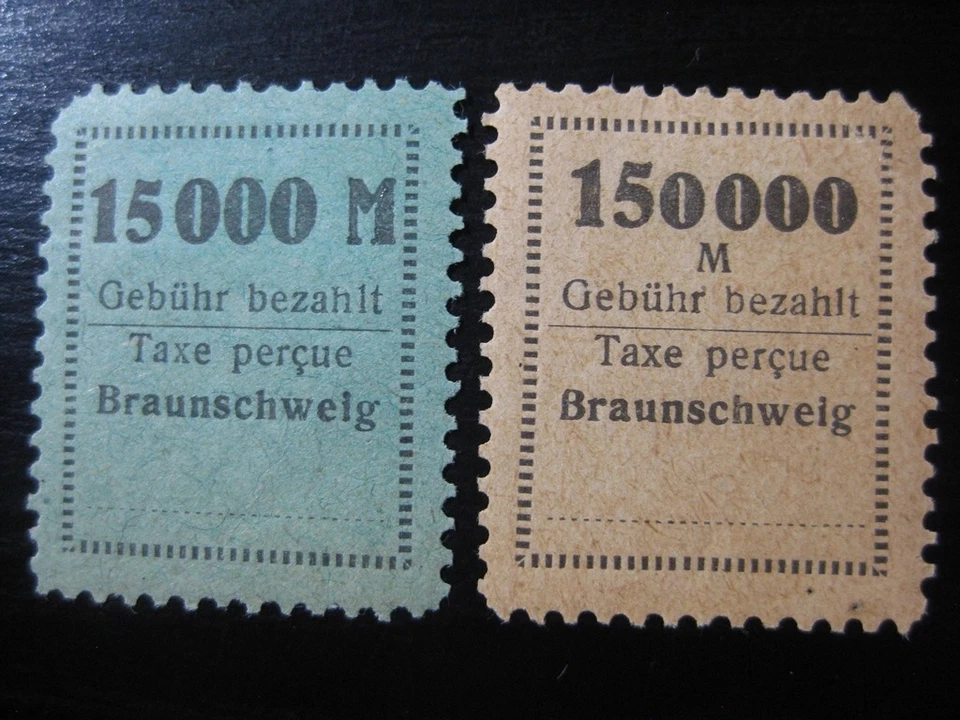 15000 M
Gebühr bezahlt
Taxe perçue
Braunschweig
150000
M
Gebühr bezahlt
Taxe perçue
Braunschweig